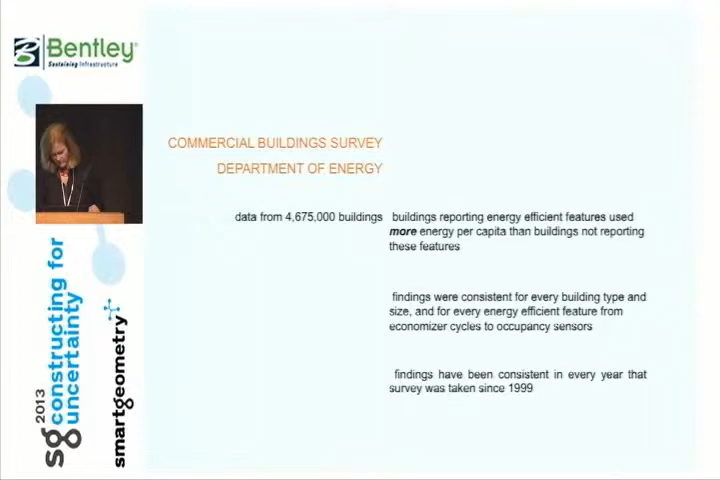 Bentley®
Sustaining Infrastructure
COMMERCIAL BUILDINGS SURVEY
DEPARTMENT OF ENERGY
data from 4,675,000 buildings
buildings reporting energy efficient features used
more energy per capita than buildings not reporting
these features
findings were consistent for every building type and
size, and for every energy efficient feature from
economizer cycles to occupancy sensors
findings have been consistent in every year that
survey was taken since 1999
sg2013
constructing for
uncertainty
smartgeometry